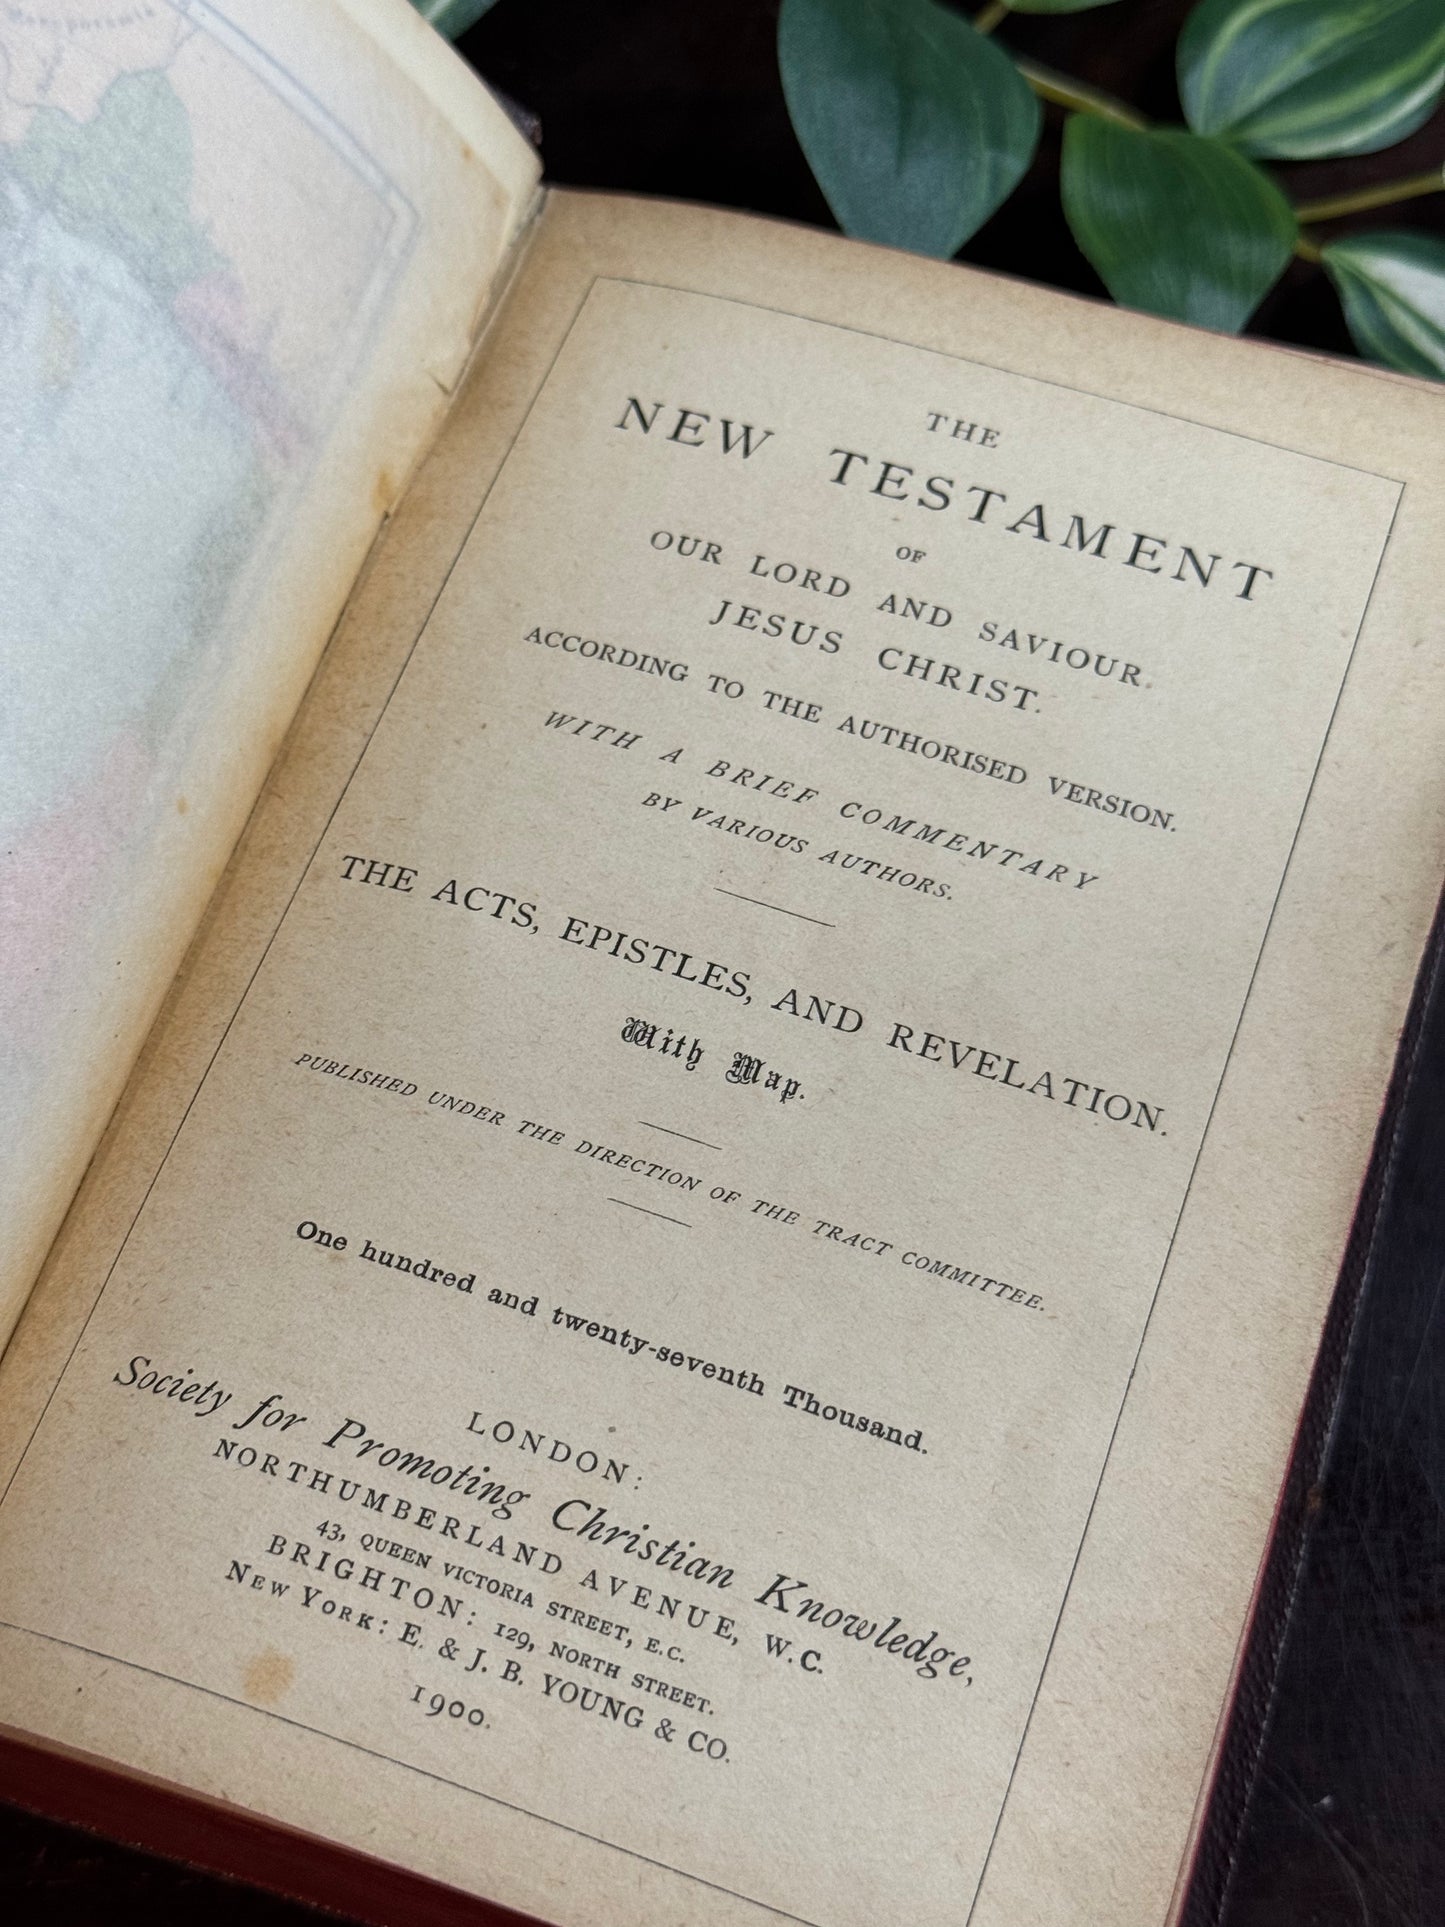 Mesopotamia
THE
NEW TESTAMENT
OF
OUR LORD AND SAVIOUR.
JESUS CHRIST.
ACCORDING TO THE AUTHORISED VERSION.
WITH A BRIEF COMMENTARY
BY VARIOUS AUTHORS.
THE ACTS, EPISTLES, AND REVELATION.
With Map.
PUBLISHED UNDER THE DIRECTION OF THE TRACT COMMITTEE.
One hundred and twenty-seventh Thousand.
LONDON:
Society for Promoting Christian Knowledge,
NORTHUMBERLAND AVENUE, W.C.
43, QUEEN VICTORIA STREET, E.C.
BRIGHTON: 129, NORTH STREET.
NEW YORK: E. & J. B. YOUNG & CO.
1900.